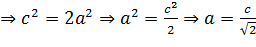 ⇒ c² = 2a² ⇒ a² = c²/2 ⇒ a = c/√2